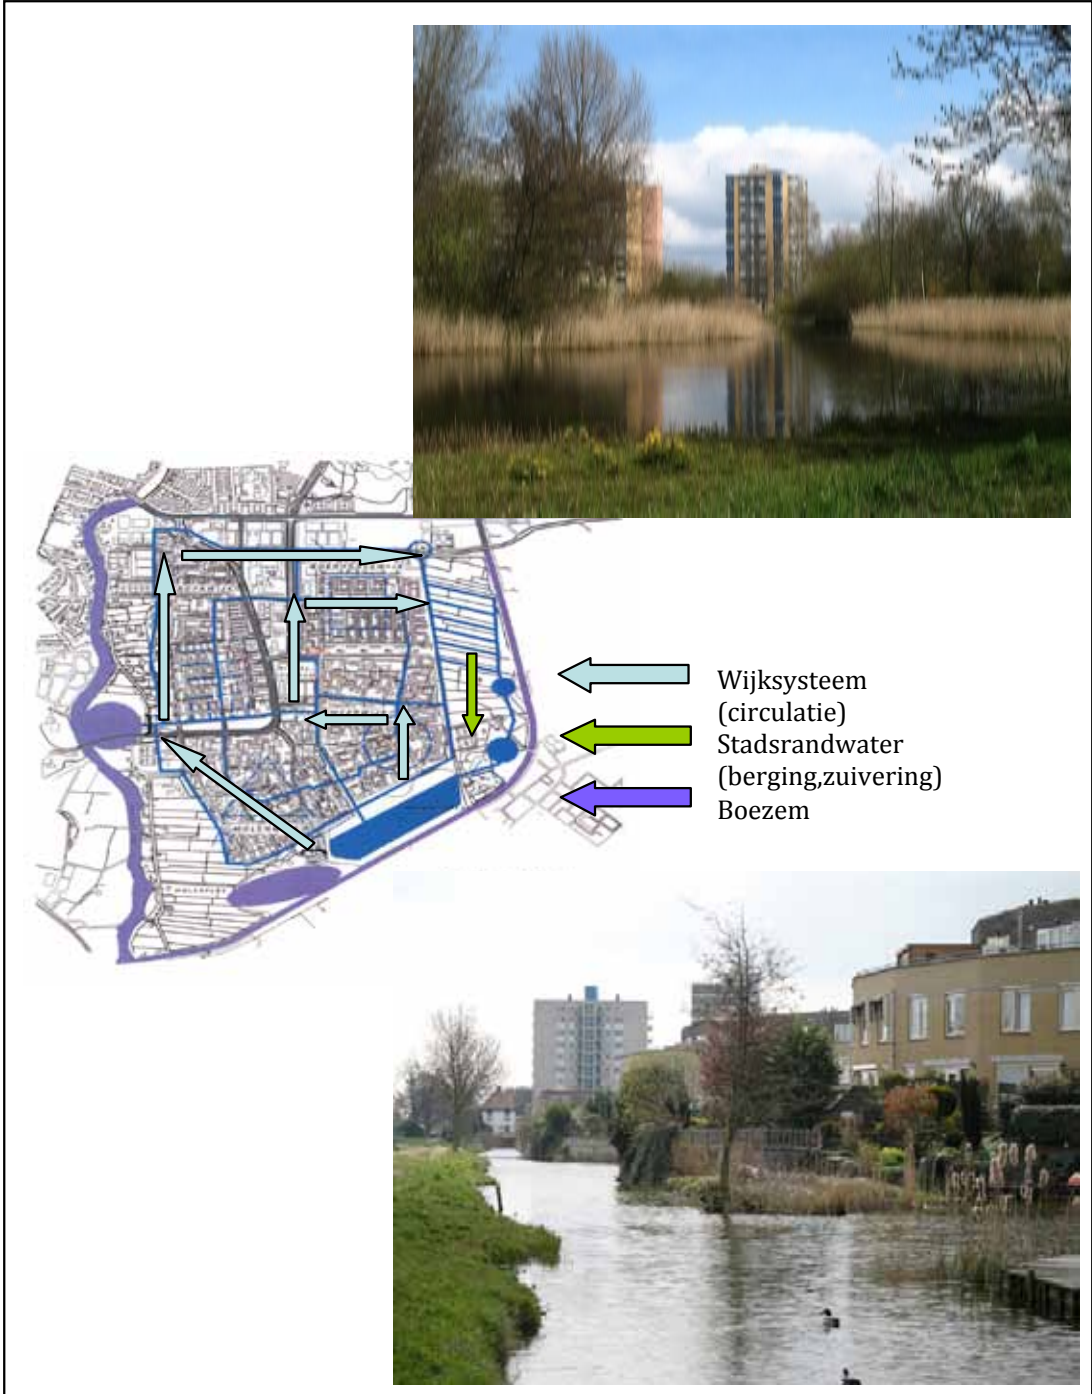 Wijksysteem
(circulatie)
Stadsrandwater
(berging,zuivering)
Boezem